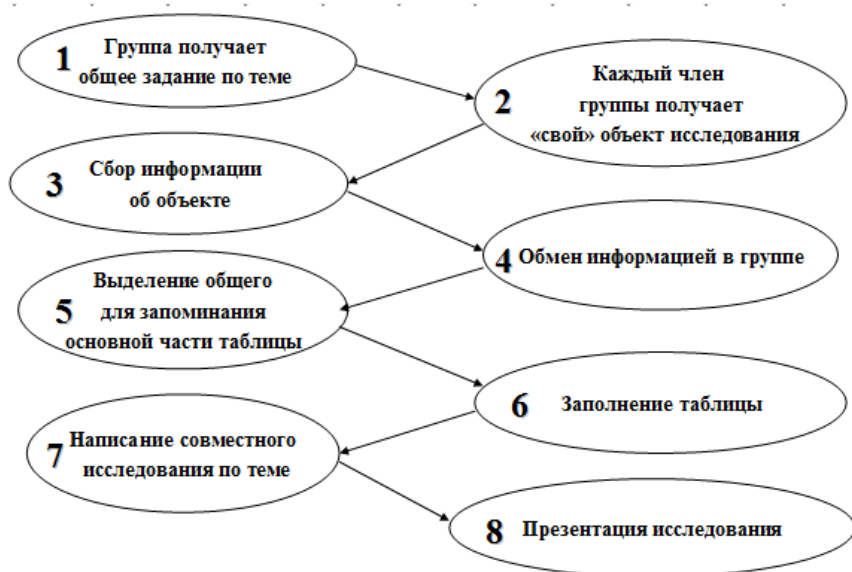 1 Группа получает
общее задание по теме
2 Каждый член
группы получает
«свой» объект исследования
3 Сбор информации
об объекте
4 Обмен информацией в группе
5 Выделение общего
для запоминания
основной части таблицы
6 Заполнение таблицы
7 Написание совместного
исследования по теме
8 Презентация исследования